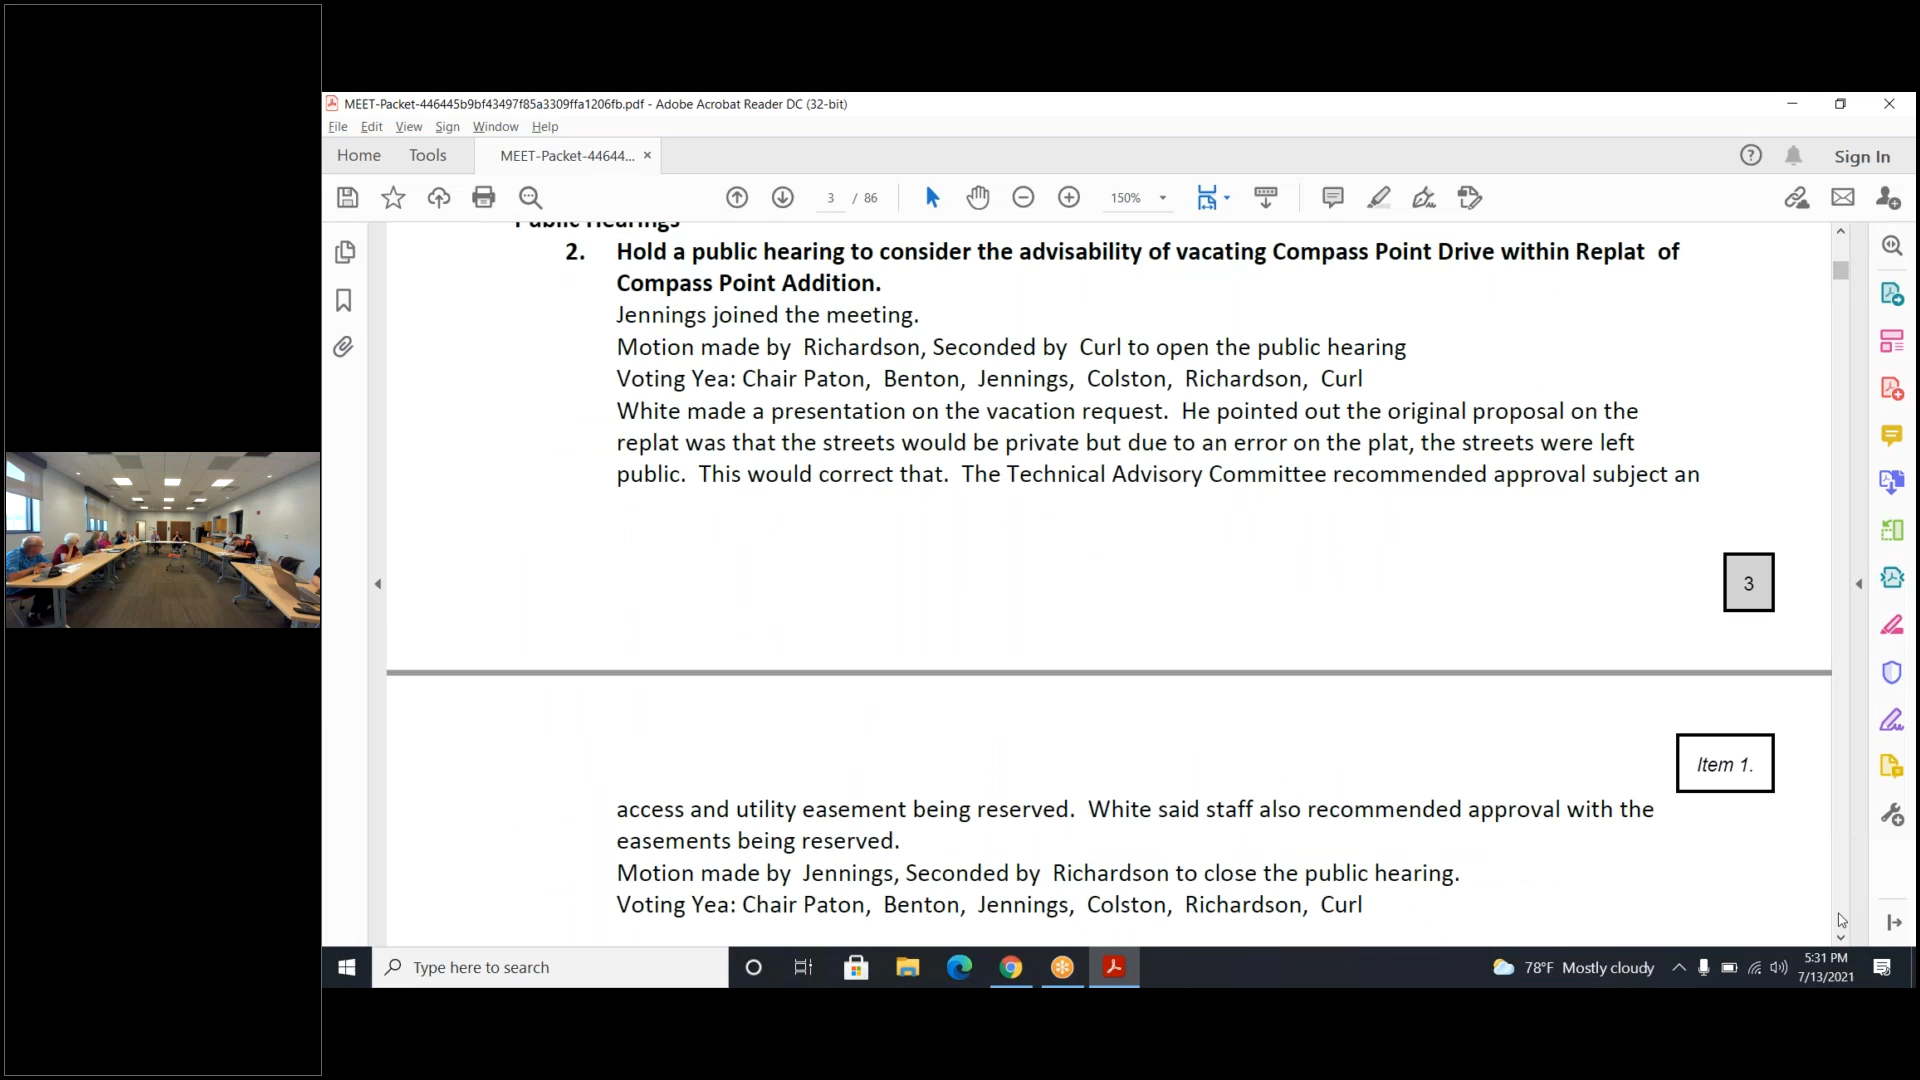 MEET-Packet-446445b9bf43497f85a3309ffa1206fb.pdf - Adobe Acrobat Reader DC (32-bit)
File Edit View Sign Window Help
Home Tools MEET-Packet-44644... × Sign In
3 / 86 150%
Public Hearings
2. Hold a public hearing to consider the advisability of vacating Compass Point Drive within Replat of
Compass Point Addition.
Jennings joined the meeting.
Motion made by Richardson, Seconded by Curl to open the public hearing
Voting Yea: Chair Paton, Benton, Jennings, Colston, Richardson, Curl
White made a presentation on the vacation request. He pointed out the original proposal on the
replat was that the streets would be private but due to an error on the plat, the streets were left
public. This would correct that. The Technical Advisory Committee recommended approval subject an
3
Item 1.
access and utility easement being reserved. White said staff also recommended approval with the
easements being reserved.
Motion made by Jennings, Seconded by Richardson to close the public hearing.
Voting Yea: Chair Paton, Benton, Jennings, Colston, Richardson, Curl
Type here to search
78°F Mostly cloudy
5:31 PM
7/13/2021